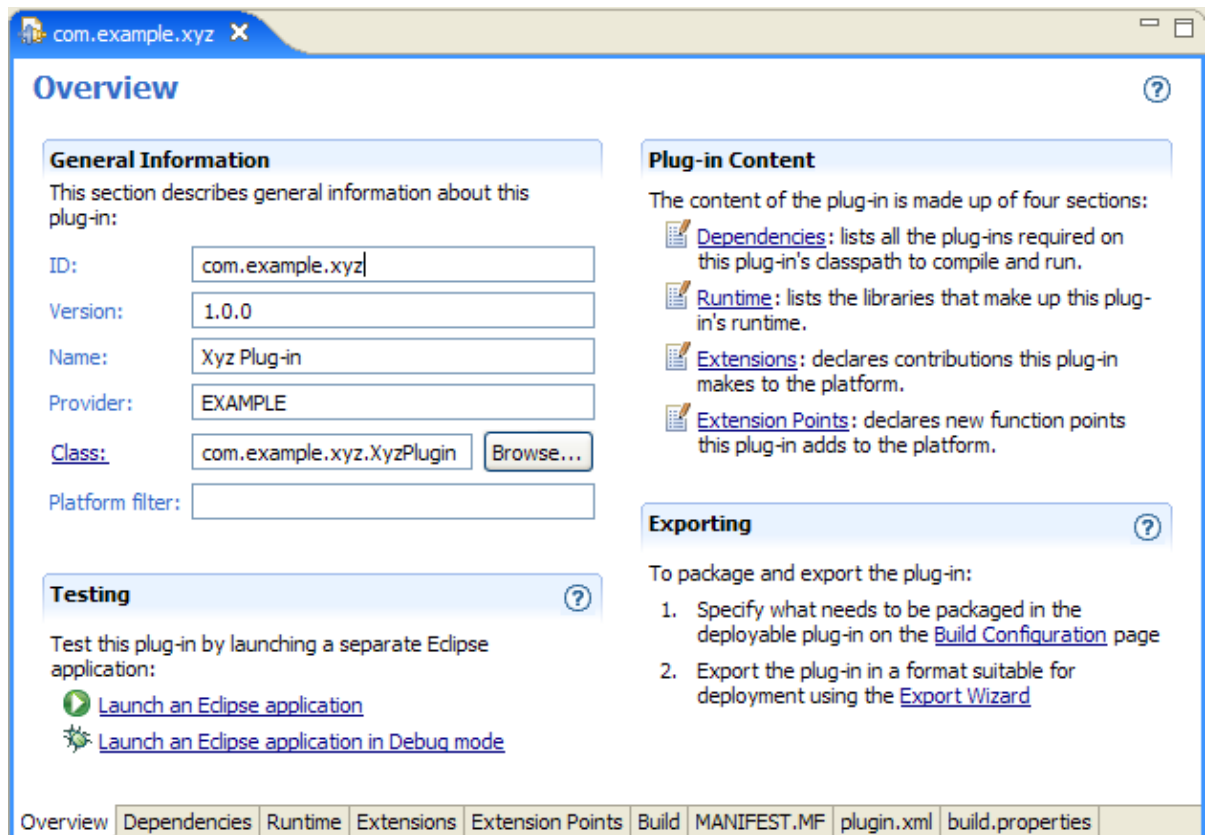 com.example.xyz
Overview
General Information
This section describes general information about this
plug-in:
ID: com.example.xyz
Version: 1.0.0
Name: Xyz Plug-in
Provider: EXAMPLE
Class: com.example.xyz.XyzPlugin Browse...
Platform filter:
Testing
Test this plug-in by launching a separate Eclipse
application:
Launch an Eclipse application
Launch an Eclipse application in Debug mode
Plug-in Content
The content of the plug-in is made up of four sections:
Dependencies: lists all the plug-ins required on
this plug-in's classpath to compile and run.
Runtime: lists the libraries that make up this plug-
in's runtime.
Extensions: declares contributions this plug-in
makes to the platform.
Extension Points: declares new function points
this plug-in adds to the platform.
Exporting
To package and export the plug-in:
1. Specify what needs to be packaged in the
deployable plug-in on the Build Configuration page
2. Export the plug-in in a format suitable for
deployment using the Export Wizard
Overview Dependencies Runtime Extensions Extension Points Build MANIFEST.MF plugin.xml build.properties